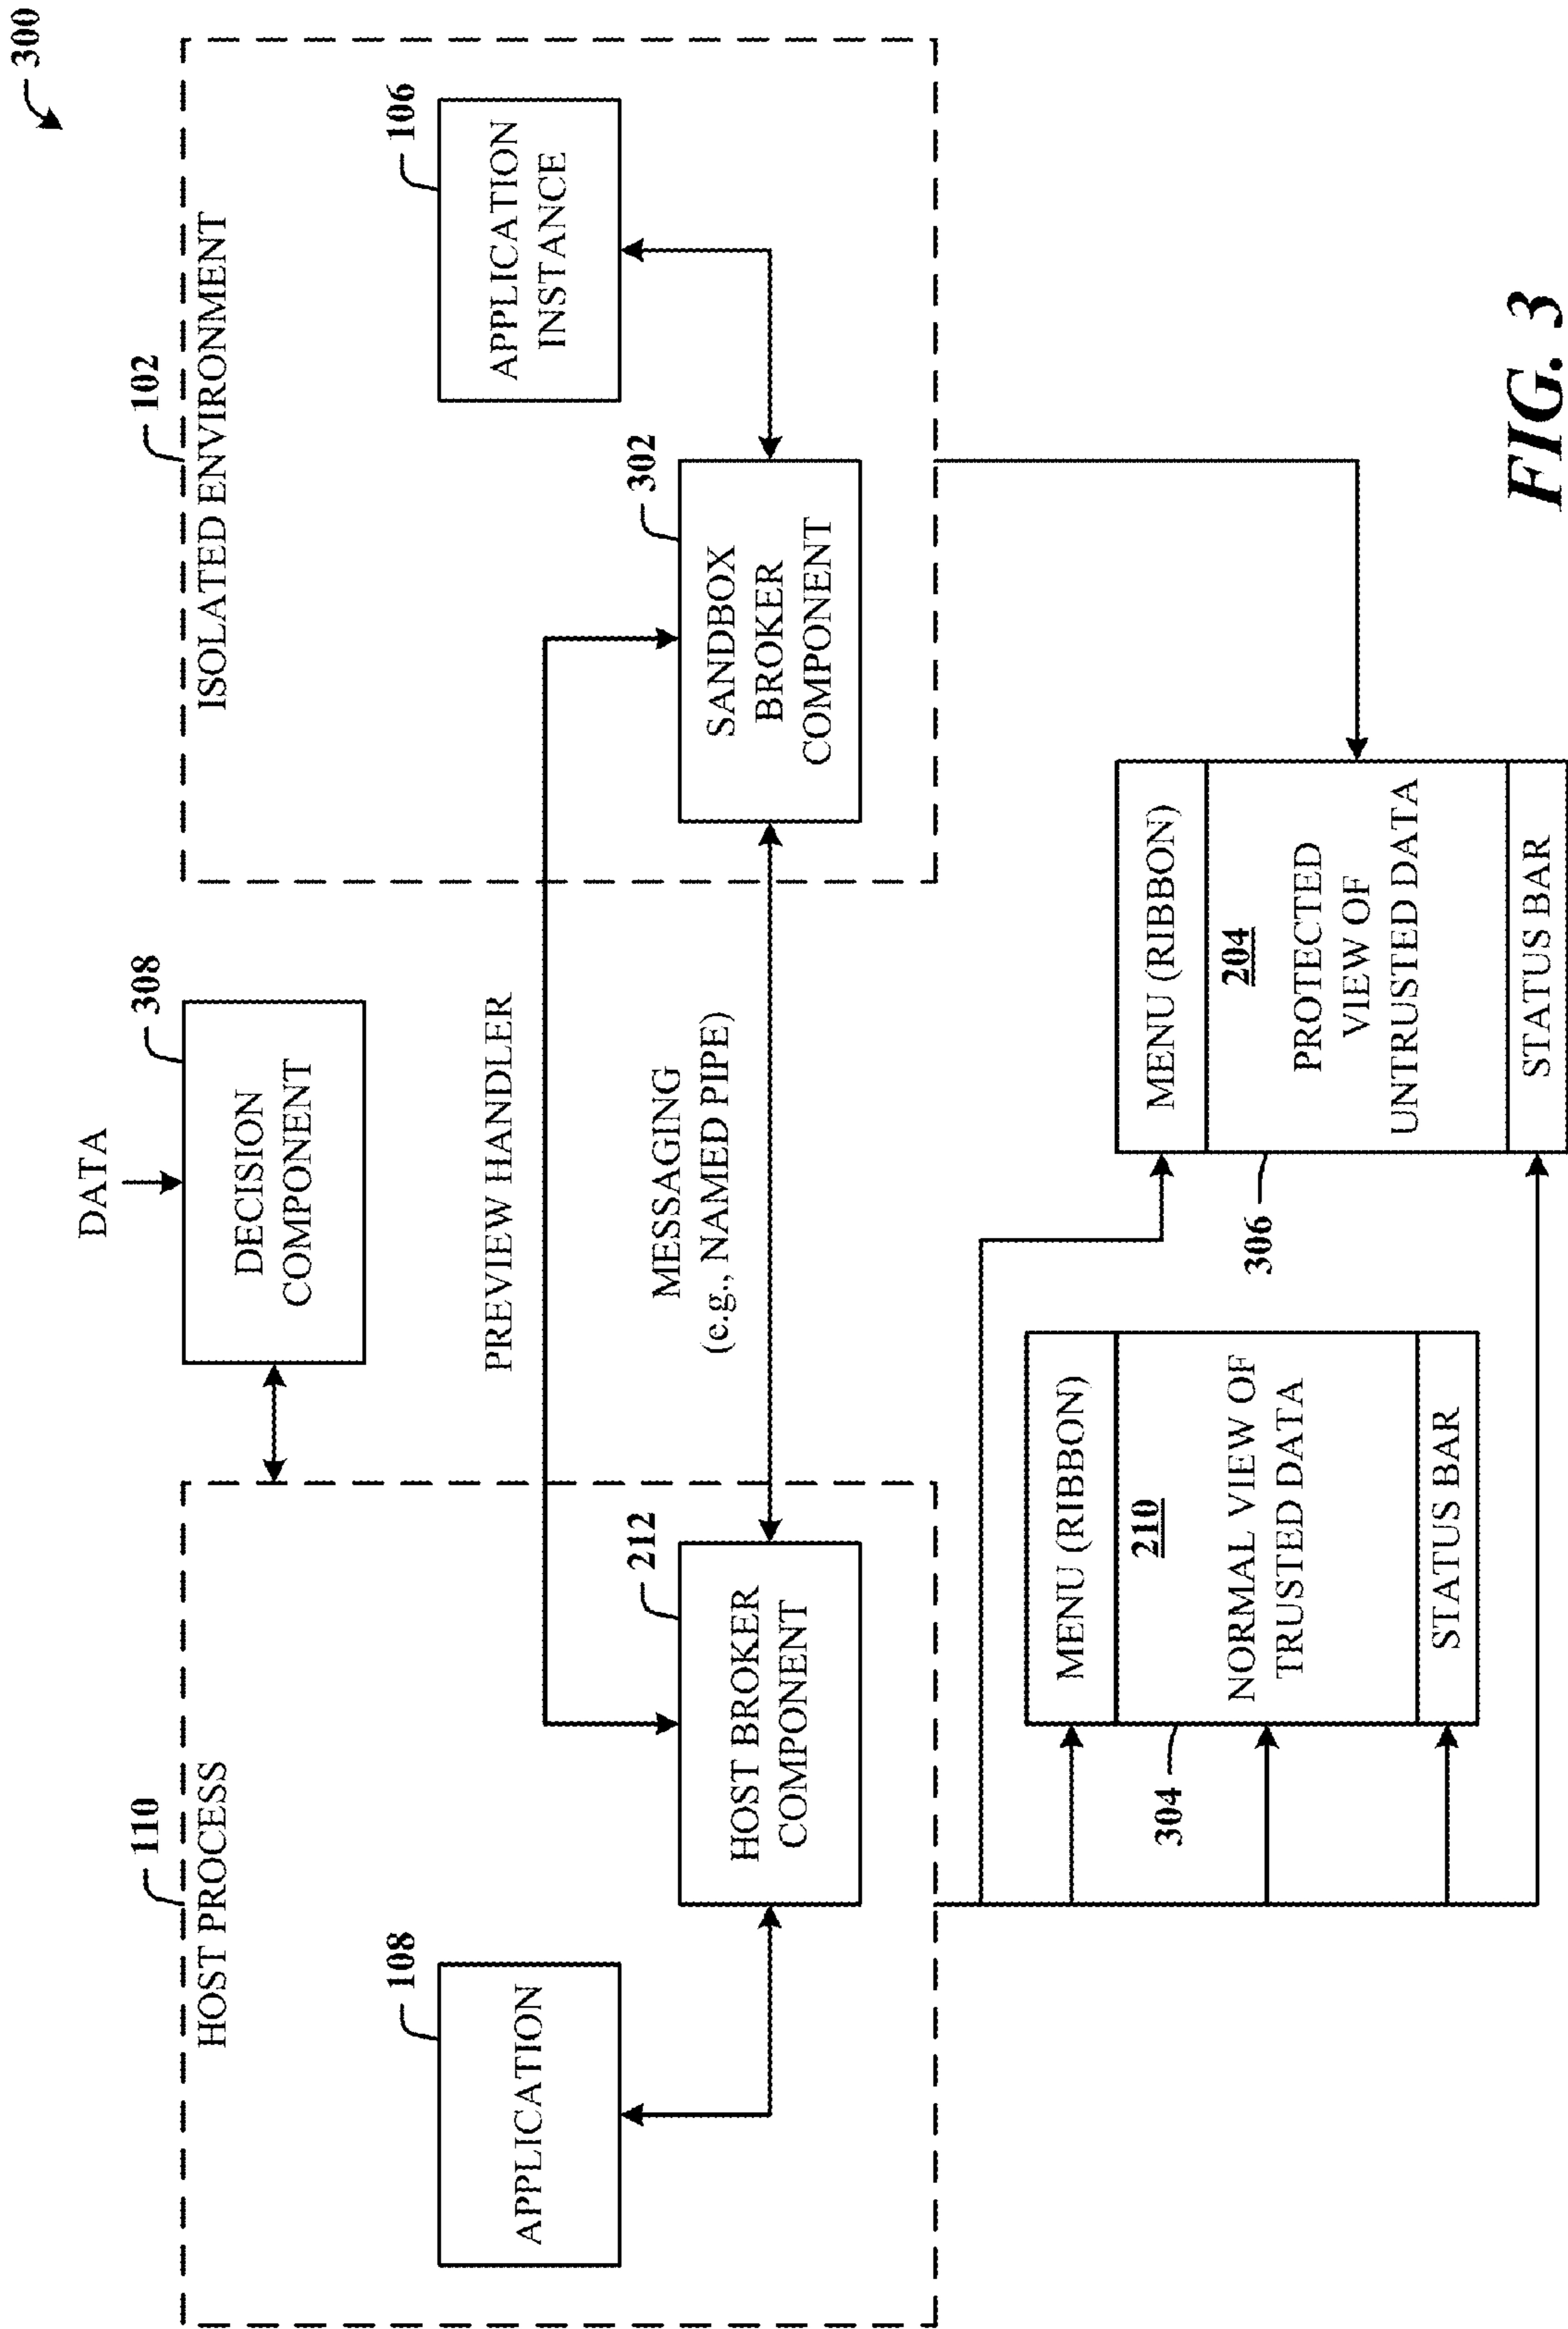 300
DATA
110
HOST PROCESS
308
DECISION
COMPONENT
102
ISOLATED ENVIRONMENT
108
APPLICATION
106
APPLICATION
INSTANCE
PREVIEW HANDLER
212
HOST BROKER
COMPONENT
MESSAGING
(e.g., NAMED PIPE)
302
SANDBOX
BROKER
COMPONENT
304
MENU (RIBBON)
210
NORMAL VIEW OF
TRUSTED DATA
STATUS BAR
306
MENU (RIBBON)
204
PROTECTED
VIEW OF
UNTRUSTED DATA
STATUS BAR
FIG. 3